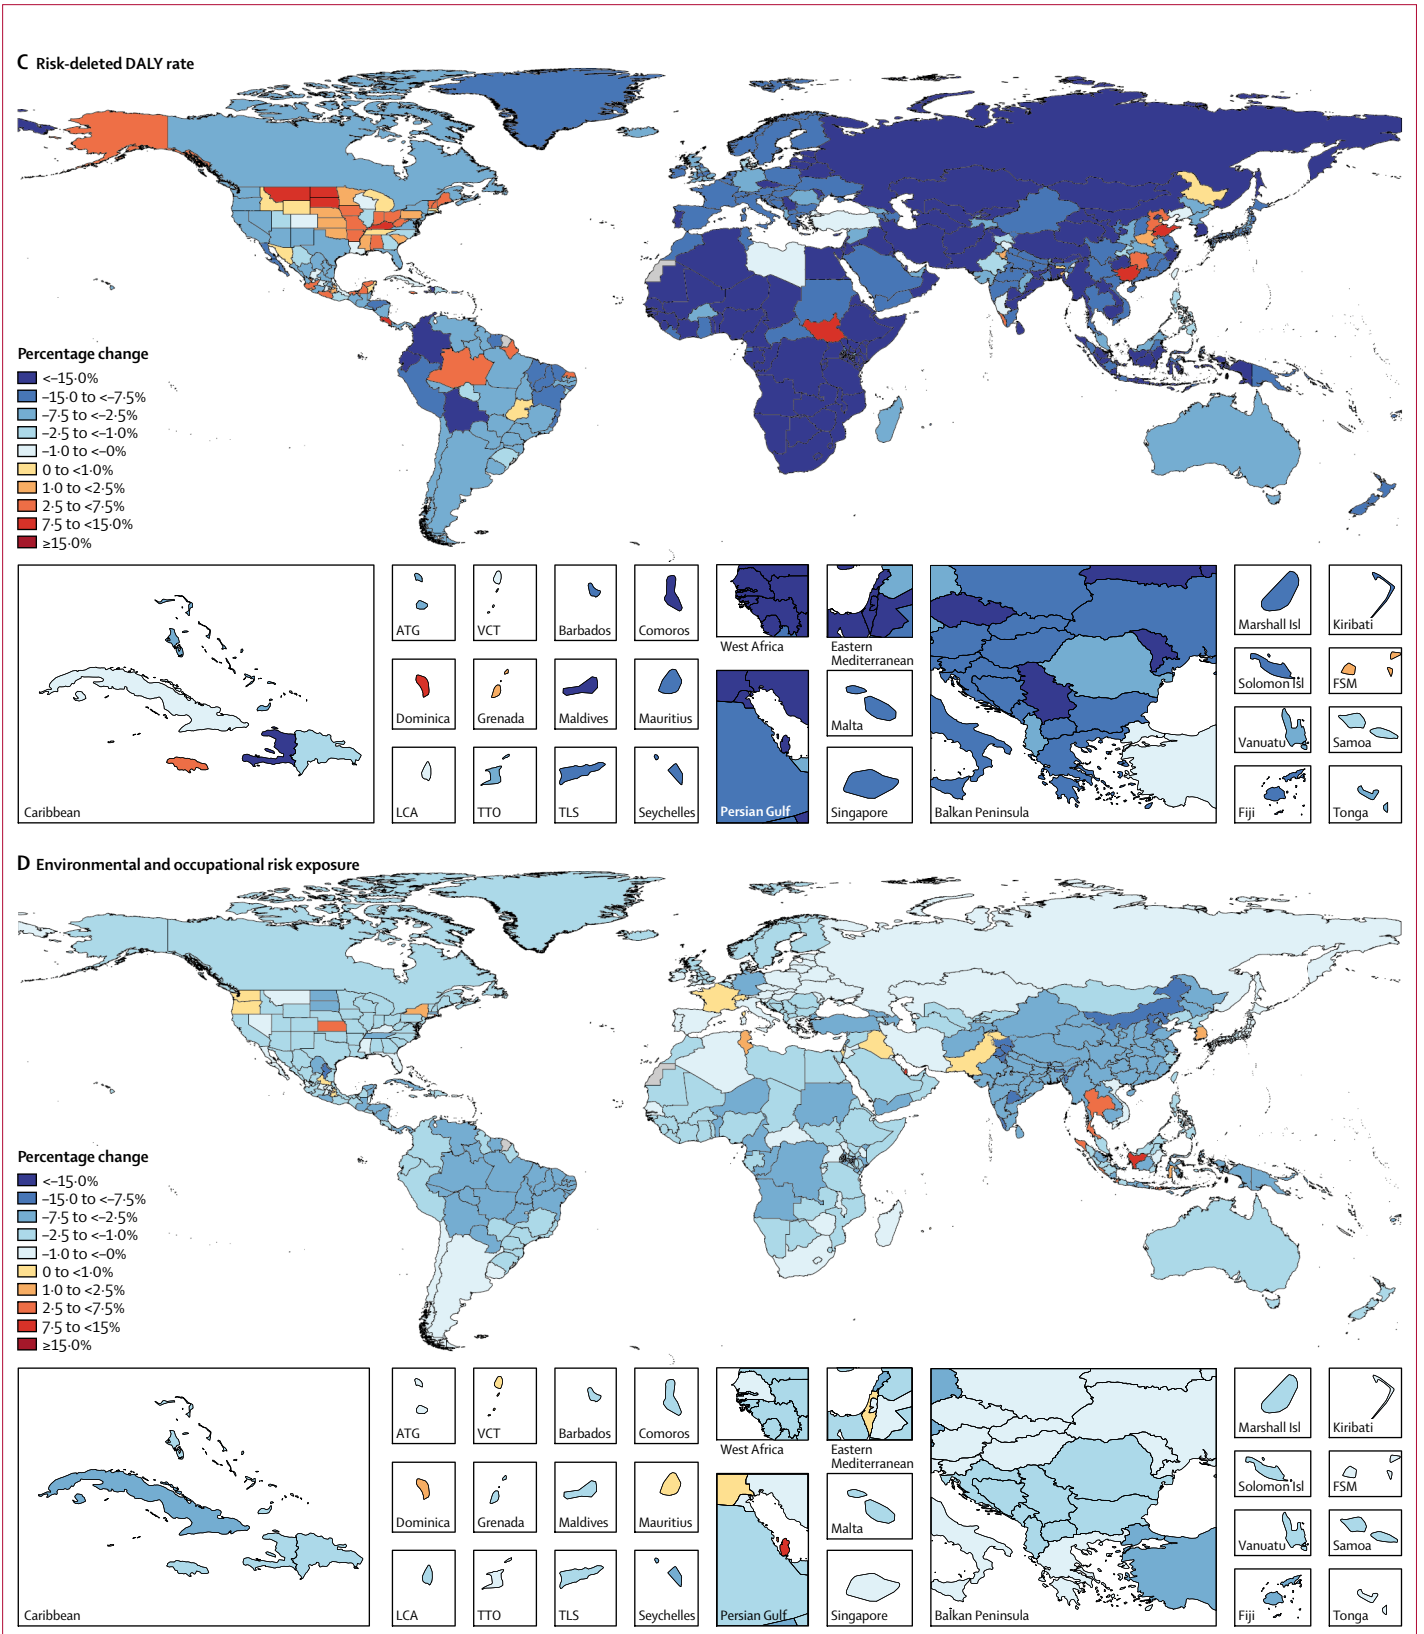 C Risk-deleted DALY rate
Percentage change
<–15·0%
–15·0 to <–7·5%
–7·5 to <–2·5%
–2·5 to <–1·0%
–1·0 to <–0%
0 to <1·0%
1·0 to <2·5%
2·5 to <7·5%
7·5 to <15·0%
≥15·0%
Caribbean
ATG
VCT
Barbados
Comoros
West Africa
Eastern
Mediterranean
Marshall Isl
Kiribati
Dominica
Grenada
Maldives
Mauritius
Malta
Solomon Isl
FSM
Vanuatu
Samoa
LCA
TTO
TLS
Seychelles
Persian Gulf
Singapore
Balkan Peninsula
Fiji
Tonga
D Environmental and occupational risk exposure
Percentage change
<–15·0%
–15·0 to <–7·5%
–7·5 to <–2·5%
–2·5 to <–1·0%
–1·0 to <–0%
0 to <1·0%
1·0 to <2·5%
2·5 to <7·5%
7·5 to <15%
≥15·0%
Caribbean
ATG
VCT
Barbados
Comoros
West Africa
Eastern
Mediterranean
Marshall Isl
Kiribati
Dominica
Grenada
Maldives
Mauritius
Malta
Solomon Isl
FSM
Vanuatu
Samoa
LCA
TTO
TLS
Seychelles
Persian Gulf
Singapore
Balkan Peninsula
Fiji
Tonga